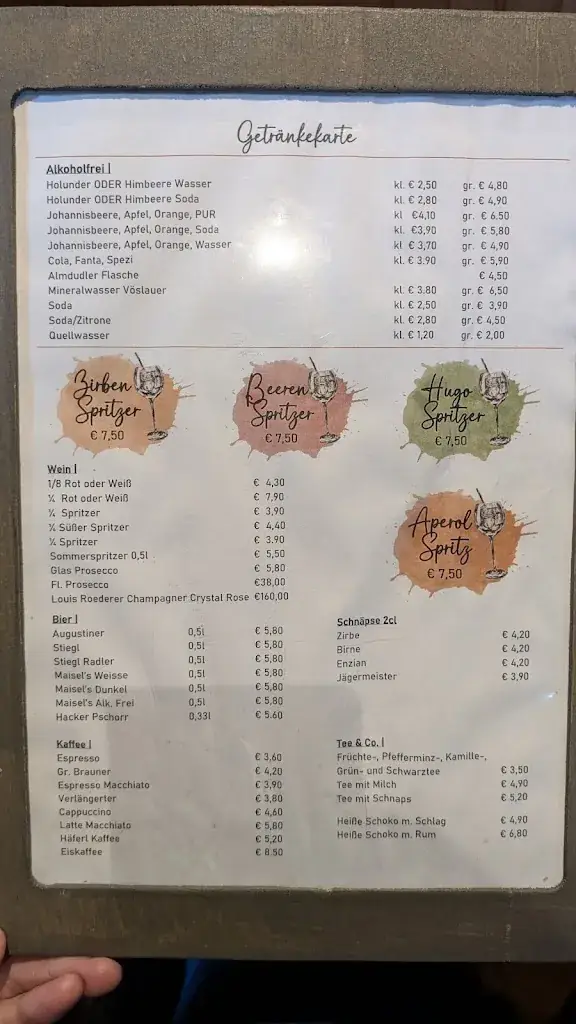 Getränkekarte
Alkoholfrei |
Holunder ODER Himbeere Wasser kl. € 2,50 gr. € 4,80
Holunder ODER Himbeere Soda kl. € 2,80 gr. € 4,90
Johannisbeere, Apfel, Orange, PUR kl €4,10 gr. € 6,50
Johannisbeere, Apfel, Orange, Soda kl. €3,90 gr. € 5,80
Johannisbeere, Apfel, Orange, Wasser kl. € 3,70 gr. € 4,90
Cola, Fanta, Spezi kl. € 3.90 gr. € 5,90
Almdudler Flasche € 4,50
Mineralwasser Vöslauer kl. € 3.80 gr. € 6,50
Soda kl. € 2,50 gr. € 3,90
Soda/Zitrone kl. € 2,80 gr. € 4,50
Quellwasser kl. € 1,20 gr. € 2,00
Zirben
Spritzer
€ 7,50
Beeren
Spritzer
€ 7,50
Hugo
Spritzer
€ 7,50
Aperol
Spritz
€ 7,50
Wein |
1/8 Rot oder Weiß € 4,30
¼ Rot oder Weiß € 7,90
¼ Spritzer € 3,90
¼ Süßer Spritzer € 4,40
¼ Spritzer € 3.90
Sommerspritzer 0,5l € 5,50
Glas Prosecco € 5,80
Fl. Prosecco €38,00
Louis Roederer Champagner Crystal Rose €160,00
Bier |
Augustiner 0,5l € 5,80
Stiegl 0,5l € 5,80
Stiegl Radler 0,5l € 5,80
Maisel's Weisse 0,5l € 5,80
Maisel's Dunkel 0,5l € 5,80
Maisel's Alk. Frei 0,5l € 5,80
Hacker Pschorr 0,33l € 5.60
Schnäpse 2cl
Zirbe € 4,20
Birne € 4,20
Enzian € 4,20
Jägermeister € 3,90
Kaffee |
Espresso € 3,60
Gr. Brauner € 4,20
Espresso Macchiato € 3,90
Verlängerter € 3,80
Cappuccino € 4,60
Latte Macchiato € 5,80
Häferl Kaffee € 5,20
Eiskaffee € 8.50
Tee & Co. |
Früchte-, Pfefferminz-, Kamille-,
Grün- und Schwarztee € 3,50
Tee mit Milch € 4,90
Tee mit Schnaps € 5,20
Heiße Schoko m. Schlag € 4,90
Heiße Schoko m. Rum € 6,80